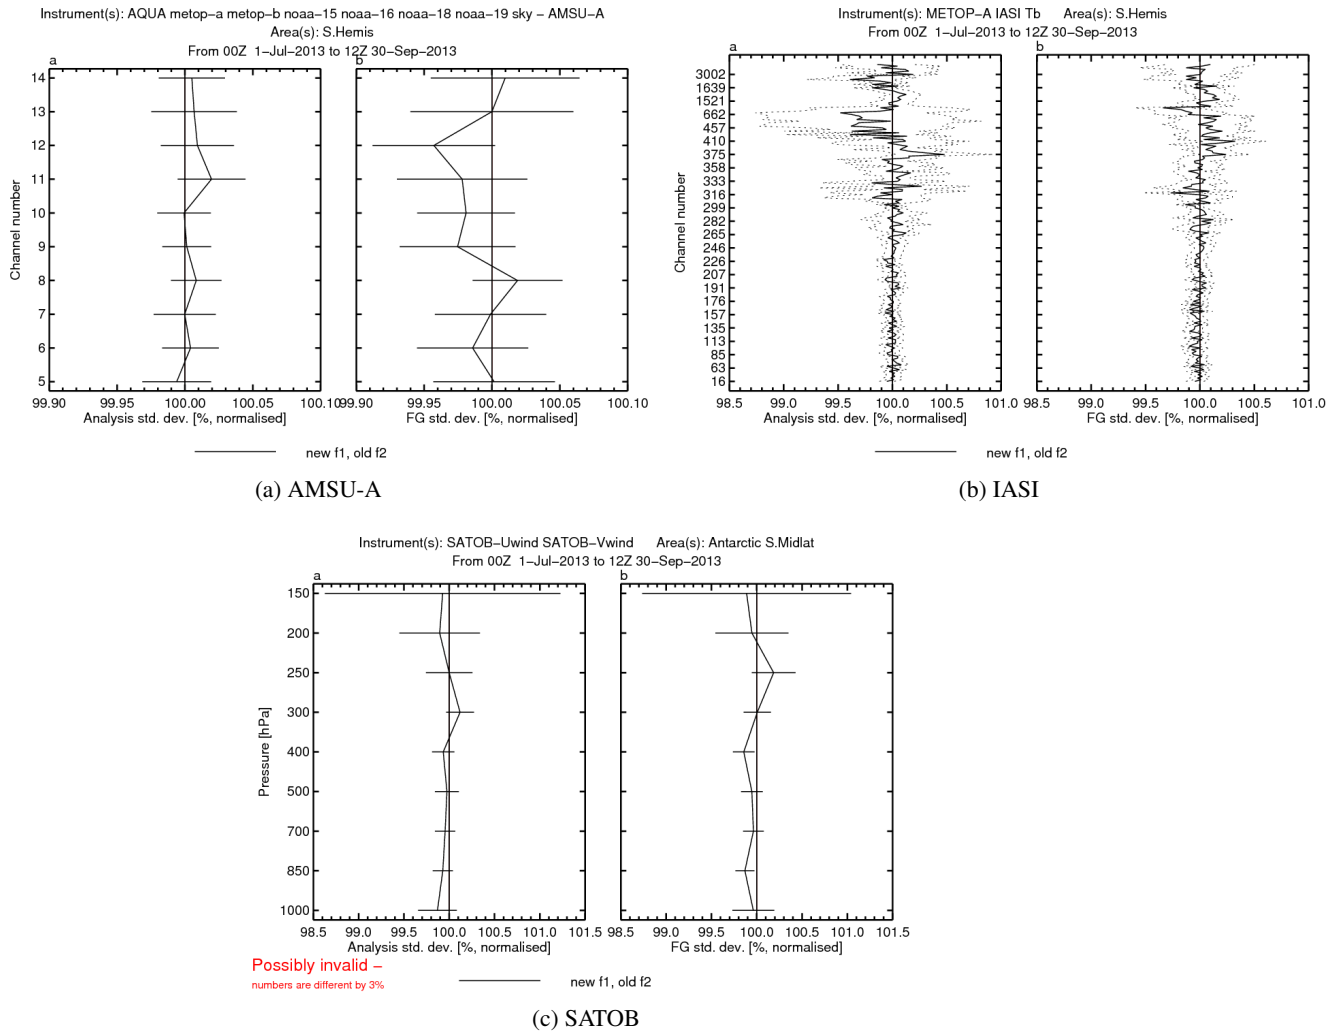 Instrument(s): AQUA metop-a metop-b noaa-15 noaa-16 noaa-18 noaa-19 sky – AMSU-A
Area(s): S.Hemis
From 00Z 1-Jul-2013 to 12Z 30-Sep-2013
a
b
14
13
12
11
10
9
8
7
6
5
Channel number
99.90 99.95 100.00 100.05 100.10
99.90 99.95 100.00 100.05 100.10
Analysis std. dev. [%, normalised]
FG std. dev. [%, normalised]
new f1, old f2
(a) AMSU-A
Instrument(s): METOP-A IASI Tb Area(s): S.Hemis
From 00Z 1-Jul-2013 to 12Z 30-Sep-2013
a
b
3002
1639
1521
662
457
410
375
358
333
316
299
282
265
246
226
207
191
176
157
135
113
85
63
16
Channel number
98.5 99.0 99.5 100.0 100.5 101.0
98.5 99.0 99.5 100.0 100.5 101.0
Analysis std. dev. [%, normalised]
FG std. dev. [%, normalised]
new f1, old f2
(b) IASI
Instrument(s): SATOB-Uwind SATOB-Vwind Area(s): Antarctic S.Midlat
From 00Z 1-Jul-2013 to 12Z 30-Sep-2013
a
b
150
200
250
300
400
500
700
850
1000
Pressure [hPa]
98.5 99.0 99.5 100.0 100.5 101.0 101.5
98.5 99.0 99.5 100.0 100.5 101.0 101.5
Analysis std. dev. [%, normalised]
FG std. dev. [%, normalised]
Possibly invalid –
numbers are different by 3%
new f1, old f2
(c) SATOB